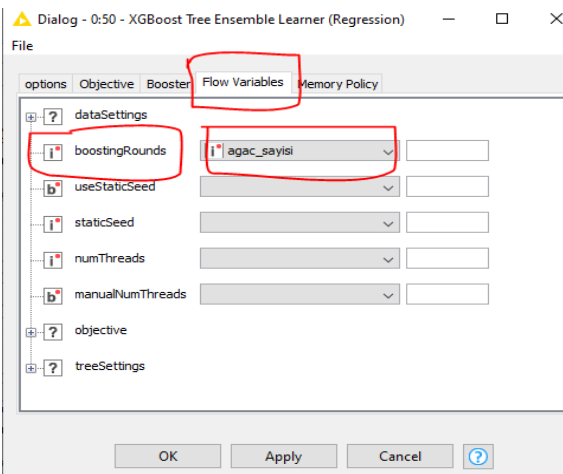 Dialog - 0:50 - XGBoost Tree Ensemble Learner (Regression)
File
options Objective Booster Flow Variables Memory Policy
? dataSettings
i boostingRounds i agac_sayisi
b useStaticSeed
i staticSeed
i numThreads
b manualNumThreads
? objective
? treeSettings
OK Apply Cancel ?